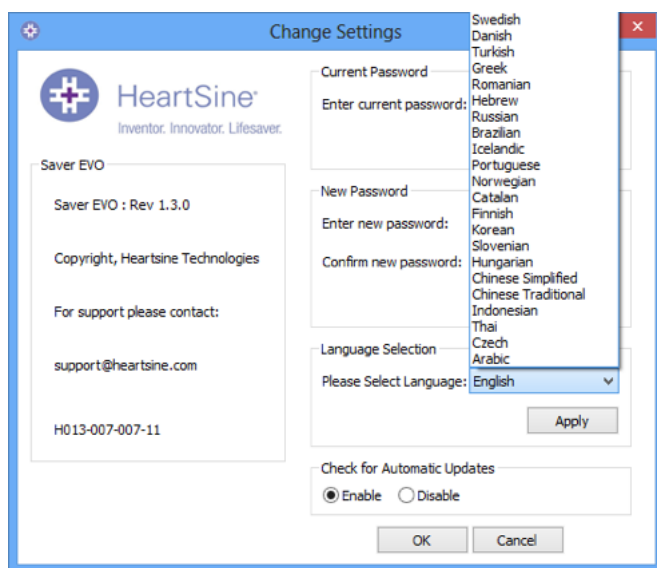 Change Settings
HeartSine®
Inventor. Innovator. Lifesaver.
Saver EVO
Saver EVO : Rev 1.3.0
Copyright, Heartsine Technologies
For support please contact:
support@heartsine.com
H013-007-007-11
Current Password
Enter current password:
New Password
Enter new password:
Confirm new password:
Language Selection
Please Select Language:
English
Swedish
Danish
Turkish
Greek
Romanian
Hebrew
Russian
Brazilian
Icelandic
Portuguese
Norwegian
Catalan
Finnish
Korean
Slovenian
Hungarian
Chinese Simplified
Chinese Traditional
Indonesian
Thai
Czech
Arabic
Apply
Check for Automatic Updates
Enable
Disable
OK
Cancel